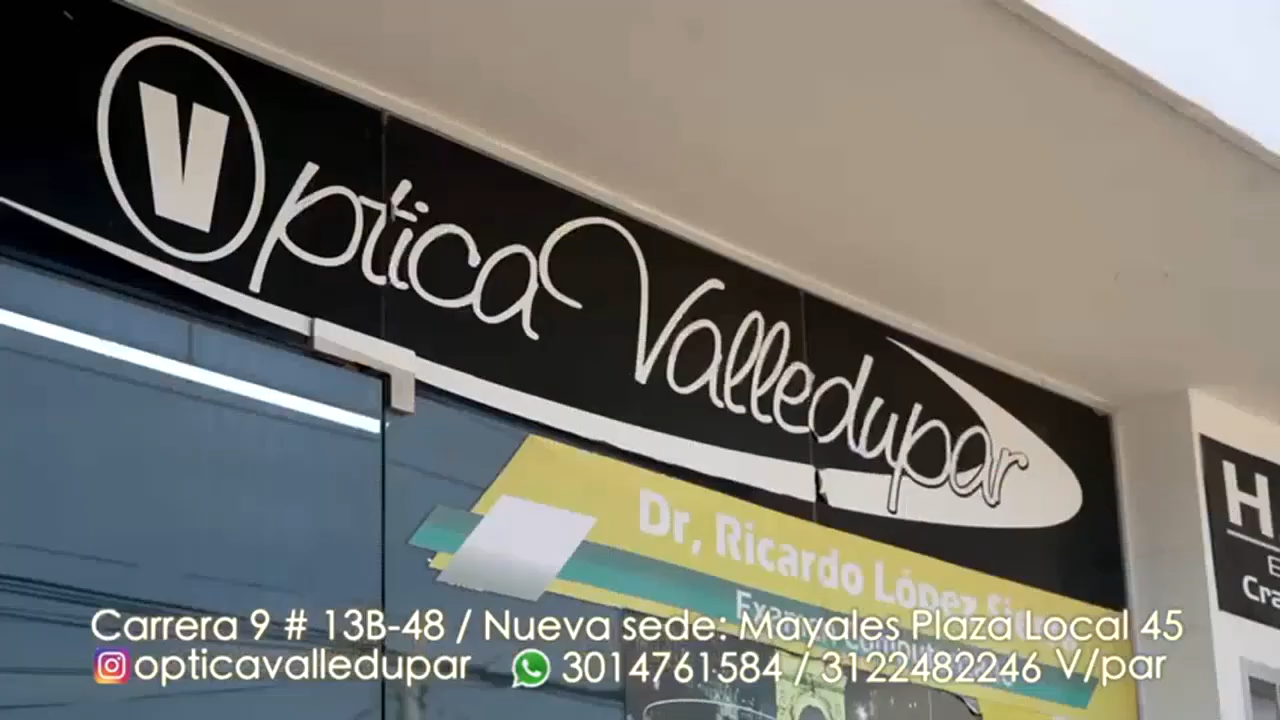 V
Optica Valledupar
Dr, Ricardo López
Carrera 9 # 13B-48 / Nueva sede: Mayales Plaza Local 45
opticavalledupar 3014761584 / 3122482246 V/par
H
E
Cra